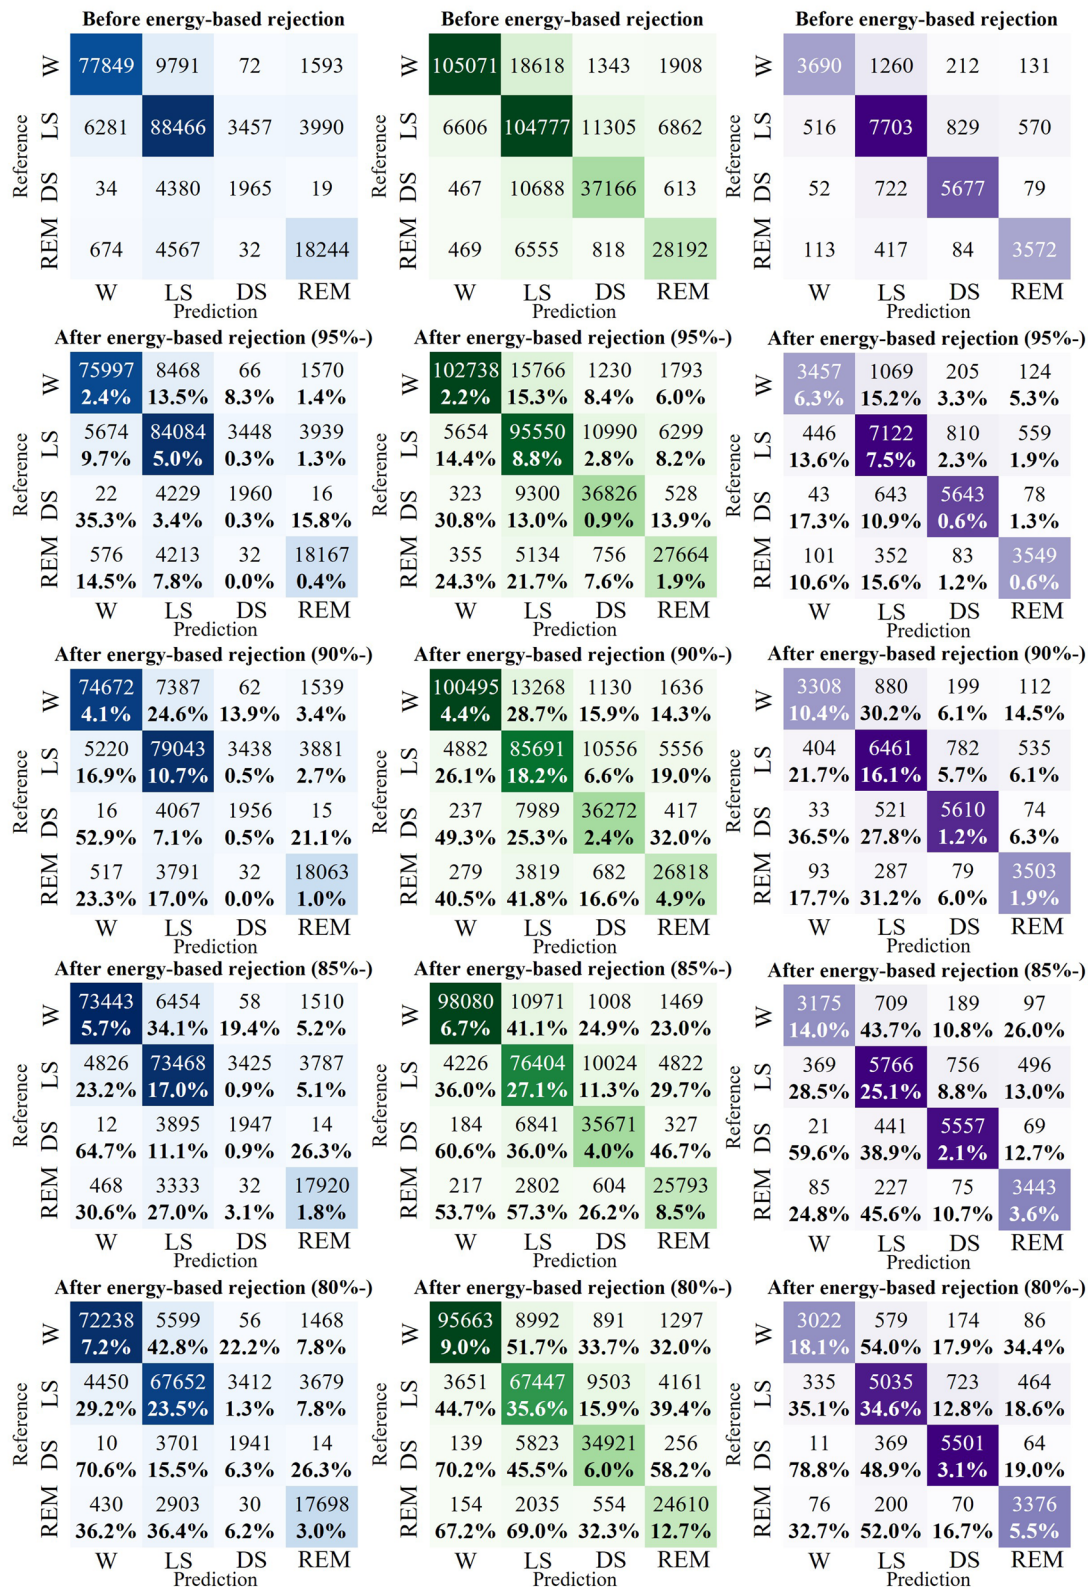 Before energy-based rejection Before energy-based rejection Before energy-based rejection
W 77849 9791 72 1593 W 105071 18618 1343 1908 W 3690 1260 212 131
Reference LS 6281 88466 3457 3990 Reference LS 6606 104777 11305 6862 Reference LS 516 7703 829 570
DS 34 4380 1965 19 DS 467 10688 37166 613 DS 52 722 5677 79
REM 674 4567 32 18244 REM 469 6555 818 28192 REM 113 417 84 3572
W LS DS REM W LS DS REM W LS DS REM
Prediction Prediction Prediction
After energy-based rejection (95%-) After energy-based rejection (95%-) After energy-based rejection (95%-)
W 75997 8468 66 1570 W 102738 15766 1230 1793 W 3457 1069 205 124
2.4% 13.5% 8.3% 1.4% 2.2% 15.3% 8.4% 6.0% 6.3% 15.2% 3.3% 5.3%
Reference LS 5674 84084 3448 3939 Reference LS 5654 95550 10990 6299 Reference LS 446 7122 810 559
9.7% 5.0% 0.3% 1.3% 14.4% 8.8% 2.8% 8.2% 13.6% 7.5% 2.3% 1.9%
DS 22 4229 1960 16 DS 323 9300 36826 528 DS 43 643 5643 78
35.3% 3.4% 0.3% 15.8% 30.8% 13.0% 0.9% 13.9% 17.3% 10.9% 0.6% 1.3%
REM 576 4213 32 18167 REM 355 5134 756 27664 REM 101 352 83 3549
14.5% 7.8% 0.0% 0.4% 24.3% 21.7% 7.6% 1.9% 10.6% 15.6% 1.2% 0.6%
W LS DS REM W LS DS REM W LS DS REM
Prediction Prediction Prediction
After energy-based rejection (90%-) After energy-based rejection (90%-) After energy-based rejection (90%-)
W 74672 7387 62 1539 W 100495 13268 1130 1636 W 3308 880 199 112
4.1% 24.6% 13.9% 3.4% 4.4% 28.7% 15.9% 14.3% 10.4% 30.2% 6.1% 14.5%
Reference LS 5220 79043 3438 3881 Reference LS 4882 85691 10556 5556 Reference LS 404 6461 782 535
16.9% 10.7% 0.5% 2.7% 26.1% 18.2% 6.6% 19.0% 21.7% 16.1% 5.7% 6.1%
DS 16 4067 1956 15 DS 237 7989 36272 417 DS 33 521 5610 74
52.9% 7.1% 0.5% 21.1% 49.3% 25.3% 2.4% 32.0% 36.5% 27.8% 1.2% 6.3%
REM 517 3791 32 18063 REM 279 3819 682 26818 REM 93 287 79 3503
23.3% 17.0% 0.0% 1.0% 40.5% 41.8% 16.6% 4.9% 17.7% 31.2% 6.0% 1.9%
W LS DS REM W LS DS REM W LS DS REM
Prediction Prediction Prediction
After energy-based rejection (85%-) After energy-based rejection (85%-) After energy-based rejection (85%-)
W 73443 6454 58 1510 W 98080 10971 1008 1469 W 3175 709 189 97
5.7% 34.1% 19.4% 5.2% 6.7% 41.1% 24.9% 23.0% 14.0% 43.7% 10.8% 26.0%
Reference LS 4826 73468 3425 3787 Reference LS 4226 76404 10024 4822 Reference LS 369 5766 756 496
23.2% 17.0% 0.9% 5.1% 36.0% 27.1% 11.3% 29.7% 28.5% 25.1% 8.8% 13.0%
DS 12 3895 1947 14 DS 184 6841 35671 327 DS 21 441 5557 69
64.7% 11.1% 0.9% 26.3% 60.6% 36.0% 4.0% 46.7% 59.6% 38.9% 2.1% 12.7%
REM 468 3333 32 17920 REM 217 2802 604 25793 REM 85 227 75 3443
30.6% 27.0% 3.1% 1.8% 53.7% 57.3% 26.2% 8.5% 24.8% 45.6% 10.7% 3.6%
W LS DS REM W LS DS REM W LS DS REM
Prediction Prediction Prediction
After energy-based rejection (80%-) After energy-based rejection (80%-) After energy-based rejection (80%-)
W 72238 5599 56 1468 W 95663 8992 891 1297 W 3022 579 174 86
7.2% 42.8% 22.2% 7.8% 9.0% 51.7% 33.7% 32.0% 18.1% 54.0% 17.9% 34.4%
Reference LS 4450 67652 3412 3679 Reference LS 3651 67447 9503 4161 Reference LS 335 5035 723 464
29.2% 23.5% 1.3% 7.8% 44.7% 35.6% 15.9% 39.4% 35.1% 34.6% 12.8% 18.6%
DS 10 3701 1941 14 DS 139 5823 34921 256 DS 11 369 5501 64
70.6% 15.5% 6.3% 26.3% 70.2% 45.5% 6.0% 58.2% 78.8% 48.9% 3.1% 19.0%
REM 430 2903 30 17698 REM 154 2035 554 24610 REM 76 200 70 3376
36.2% 36.4% 6.2% 3.0% 67.2% 69.0% 32.3% 12.7% 32.7% 52.0% 16.7% 5.5%
W LS DS REM W LS DS REM W LS DS REM
Prediction Prediction Prediction